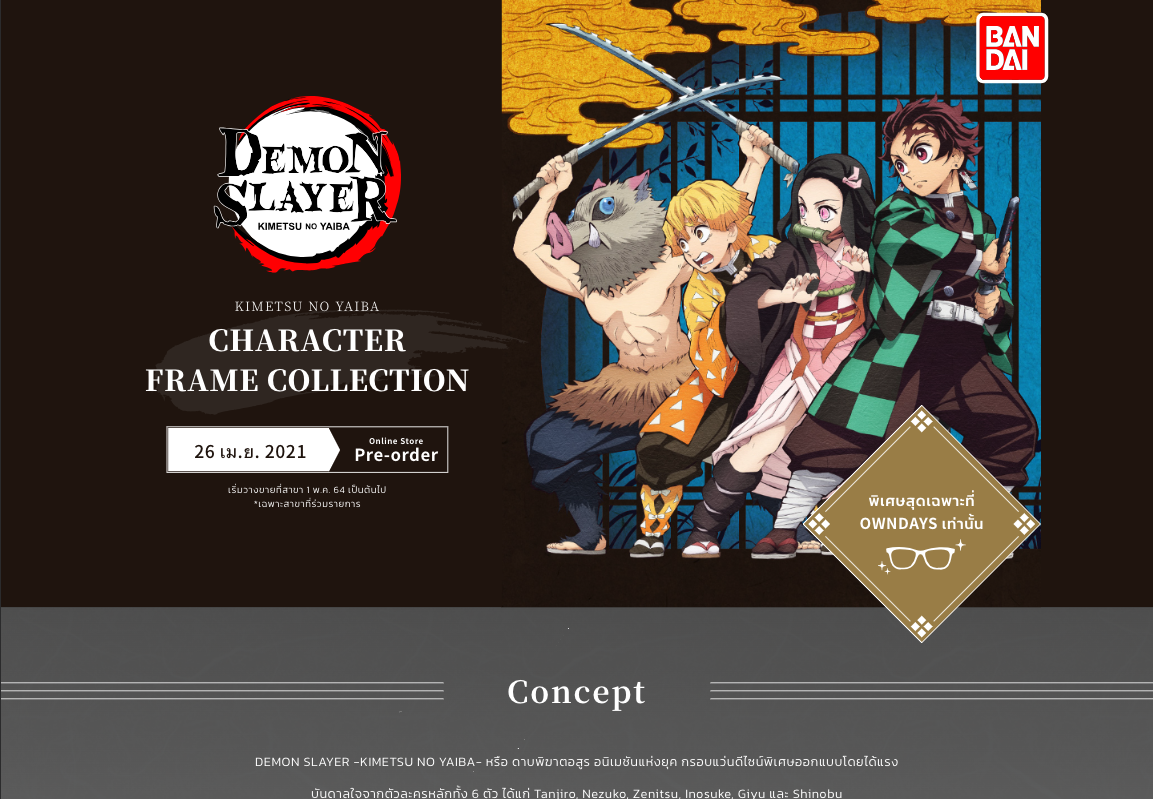 BAN
DAI
DEMON
SLAYER
KIMETSU NO YAIBA
KIMETSU NO YAIBA
CHARACTER
FRAME COLLECTION
26 เม.ย. 2021
Online Store
Pre-order
เริ่มวางขายที่สาขา 1 พ.ค. 64 เป็นต้นไป
*เฉพาะสาขาที่ร่วมรายการ
พิเศษสุดเฉพาะที่
OWNDAYS เท่านั้น
Concept
DEMON SLAYER -KIMETSU NO YAIBA- หรือ ดาบพิฆาตอสูร อนิเมชันแห่งยุค กรอบแว่นดีไซน์พิเศษออกแบบโดยได้แรง
บันดาลใจจากตัวละครหลักทั้ง 6 ตัว ได้แก่ Tanjiro, Nezuko, Zenitsu, Inosuke, Giyu และ Shinobu